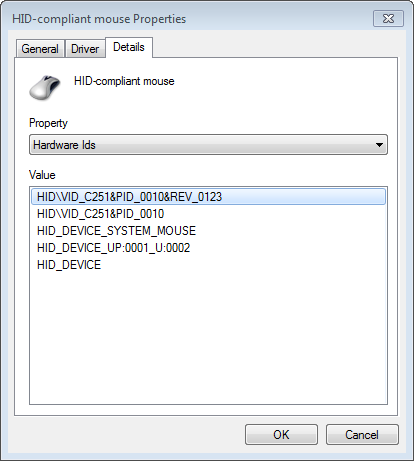 HID-compliant mouse Properties
General Driver Details
HID-compliant mouse
Property
Hardware Ids
Value
HID\VID_C251&PID_0010&REV_0123
HID\VID_C251&PID_0010
HID_DEVICE_SYSTEM_MOUSE
HID_DEVICE_UP:0001_U:0002
HID_DEVICE
OK Cancel